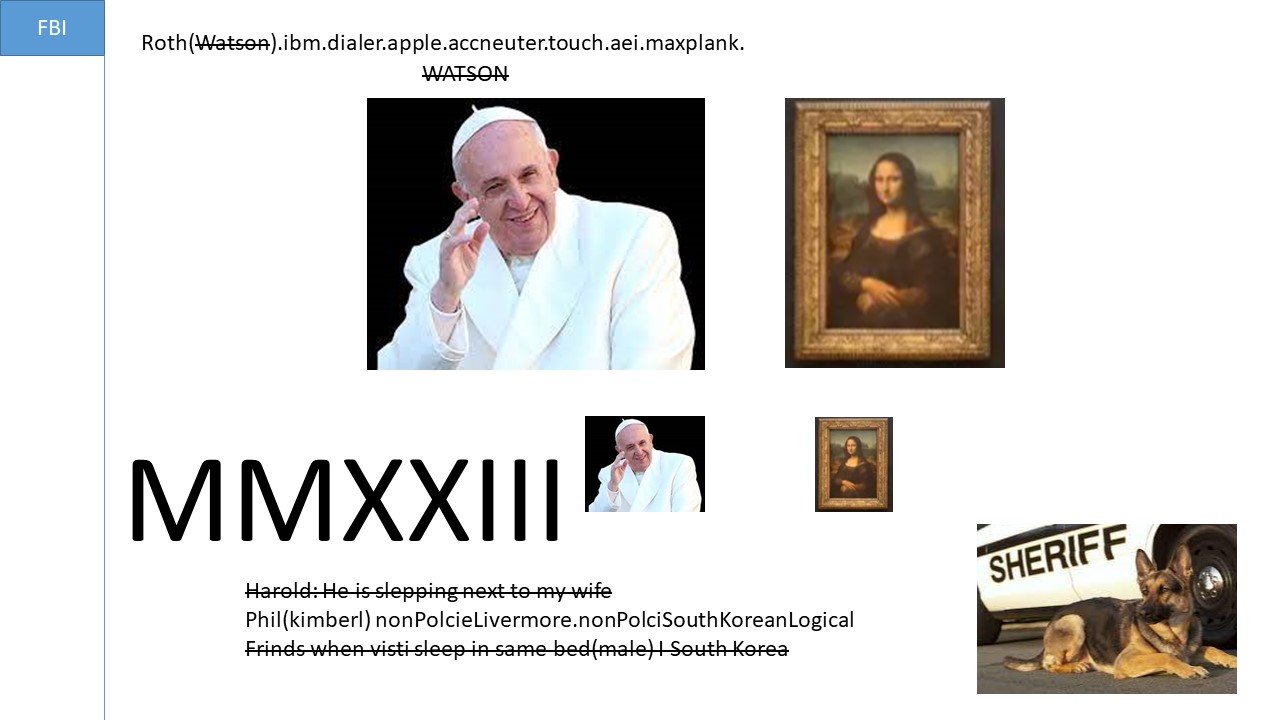 FBI
Roth(Watson).ibm.dialer.apple.accneuter.touch.aei.maxplank.
WATSON
MMXXIII
SHERIFF
Harold: He is slepping next to my wife
Phil(kimberl) nonPolcieLivermore.nonPolciSouthKoreanLogical
Frinds when visti sleep in same bed(male) I South Korea